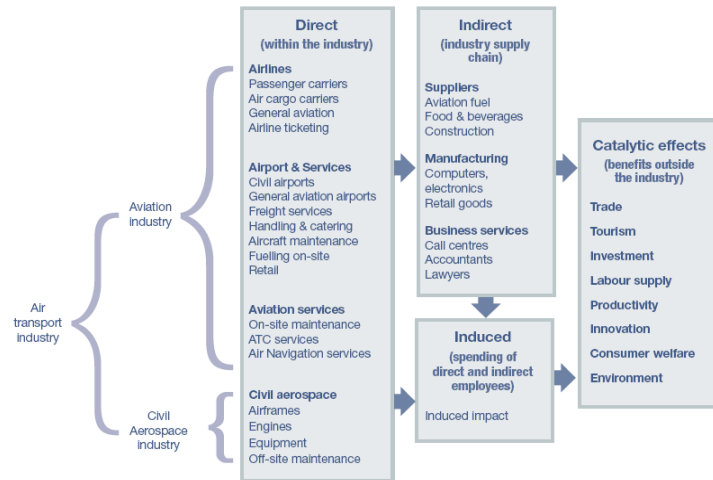 Air
transport
industry
Aviation
industry
Civil
Aerospace
industry
Direct
(within the industry)
Airlines
Passenger carriers
Air cargo carriers
General aviation
Airline ticketing
Airport & Services
Civil airports
General aviation airports
Freight services
Handling & catering
Aircraft maintenance
Fuelling on-site
Retail
Aviation services
On-site maintenance
ATC services
Air Navigation services
Civil aerospace
Airframes
Engines
Equipment
Off-site maintenance
Indirect
(industry supply
chain)
Suppliers
Aviation fuel
Food & beverages
Construction
Manufacturing
Computers,
electronics
Retail goods
Business services
Call centres
Accountants
Lawyers
Induced
(spending of
direct and indirect
employees)
Induced impact
Catalytic effects
(benefits outside
the industry)
Trade
Tourism
Investment
Labour supply
Productivity
Innovation
Consumer welfare
Environment